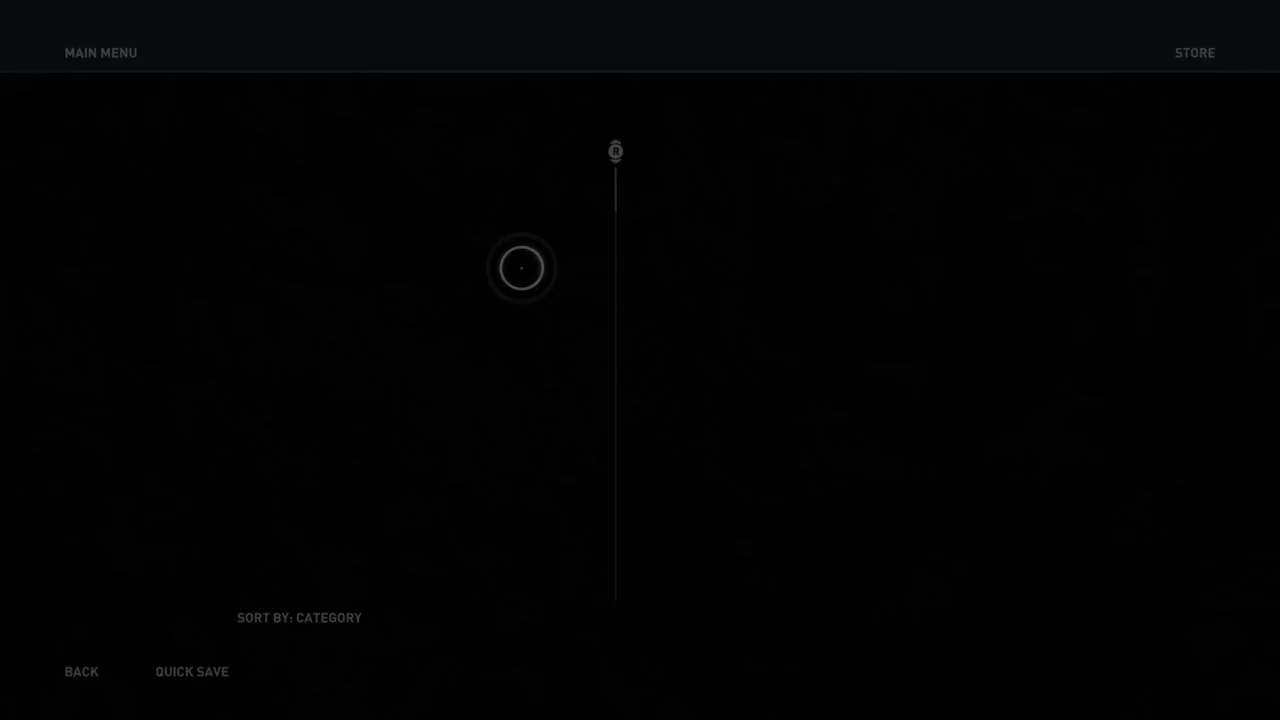 MAIN MENU
STORE
R
SORT BY: CATEGORY
BACK
QUICK SAVE